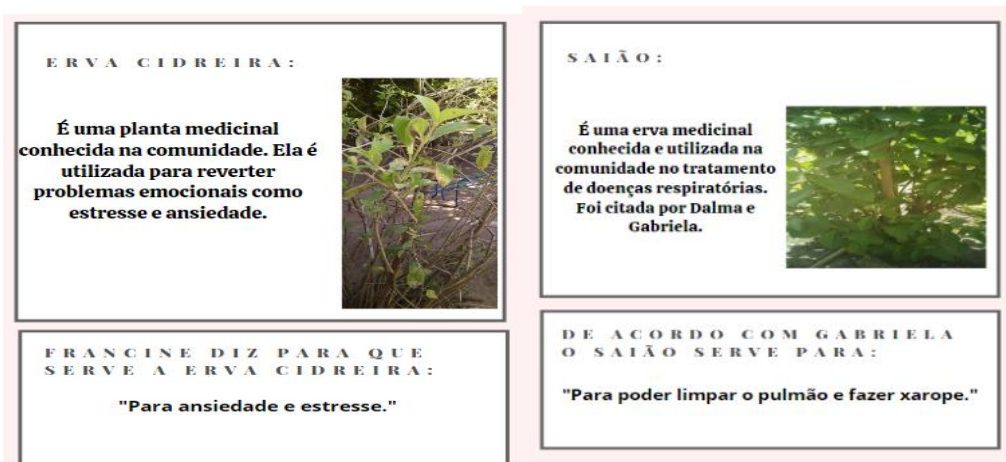 ERVA CIDREIRA:
É uma planta medicinal
conhecida na comunidade. Ela é
utilizada para reverter
problemas emocionais como
estresse e ansiedade.
FRANCINE DIZ PARA QUE
SERVE A ERVA CIDREIRA:
"Para ansiedade e estresse."
SAIÃO:
É uma erva medicinal
conhecida e utilizada na
comunidade no tratamento
de doenças respiratórias.
Foi citada por Dalma e
Gabriela.
DE ACORDO COM GABRIELA
O SAIÃO SERVE PARA:
"Para poder limpar o pulmão e fazer xarope."